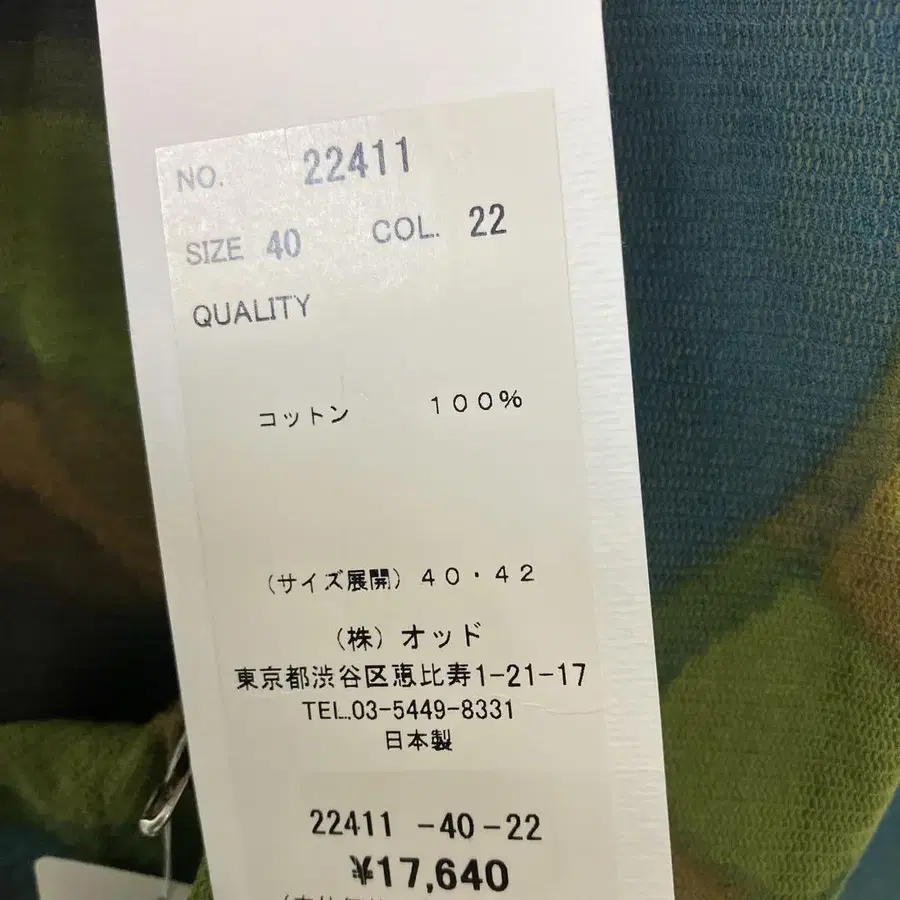 NO. 22411
SIZE 40 COL. 22
QUALITY
コットン 100%
(サイズ展開) 40・42
(株) オッド
東京都渋谷区恵比寿1-21-17
TEL.03-5449-8331
日本製
22411 -40-22
¥17,640